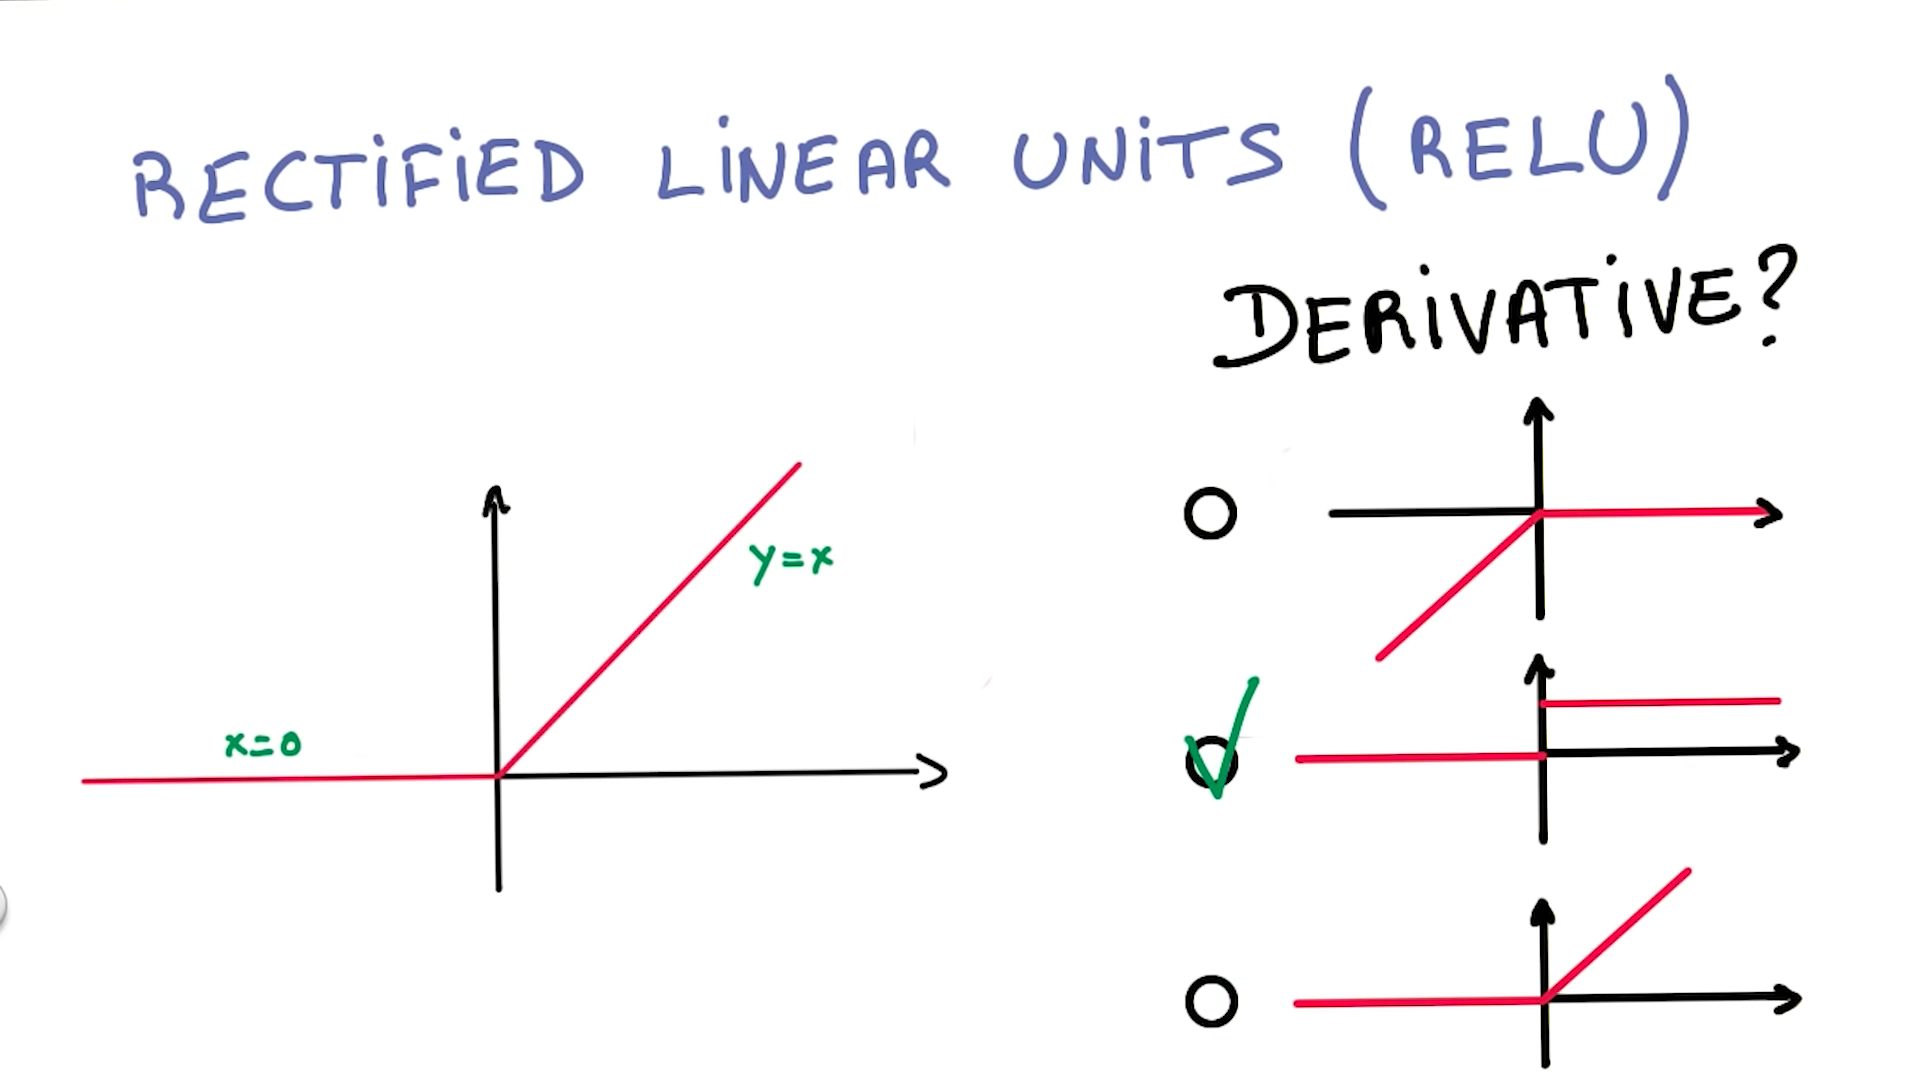 RECTIFIED LINEAR UNITS (RELU)
DERIVATIVE?
y=x
x=0